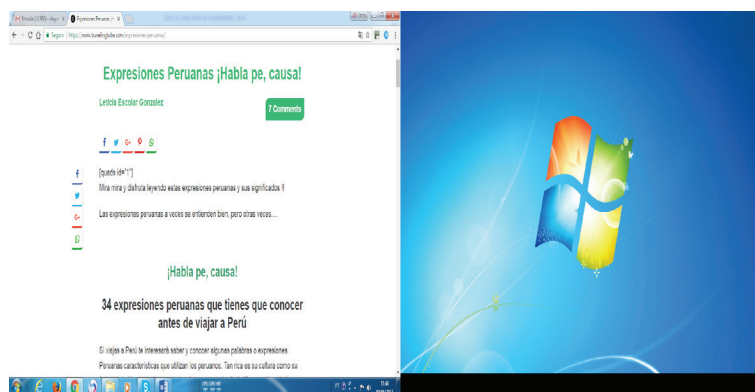 Expresiones Peruanas ¡Habla pe, causa!
Leticia Escolar Gonzalez
7 Comments
[quads id="1"]
Mira mira y disfruta leyendo estas expresiones peruanas y sus significados !!
Las expresiones peruanas a veces se entienden bien, pero otras veces….
¡Habla pe, causa!
34 expresiones peruanas que tienes que conocer
antes de viajar a Perú
Si viajas a Perú te interesará saber y conocer algunas palabras o expresiones
Peruanas características que utilizan los peruanos. Tan rica es su cultura como su